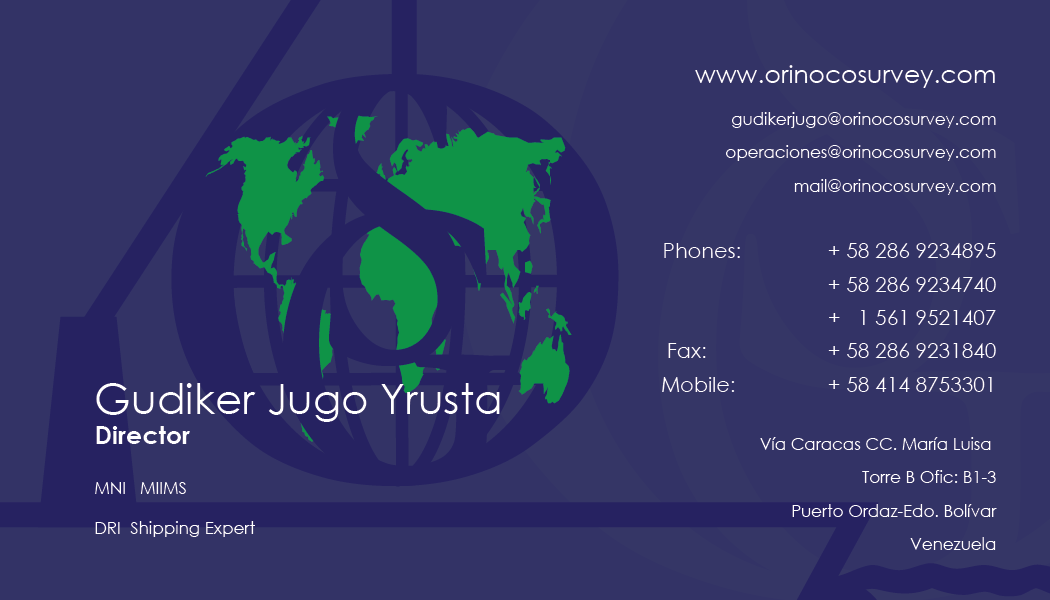 www.orinocosurvey.com
gudikerjugo@orinocosurvey.com
operaciones@orinocosurvey.com
mail@orinocosurvey.com
Phones: + 58 286 9234895
+ 58 286 9234740
+ 1 561 9521407
Fax: + 58 286 9231840
Mobile: + 58 414 8753301
Gudiker Jugo Yrusta
Director
MNI MIIMS
DRI Shipping Expert
Vía Caracas CC. María Luisa
Torre B Ofic: B1-3
Puerto Ordaz-Edo. Bolívar
Venezuela